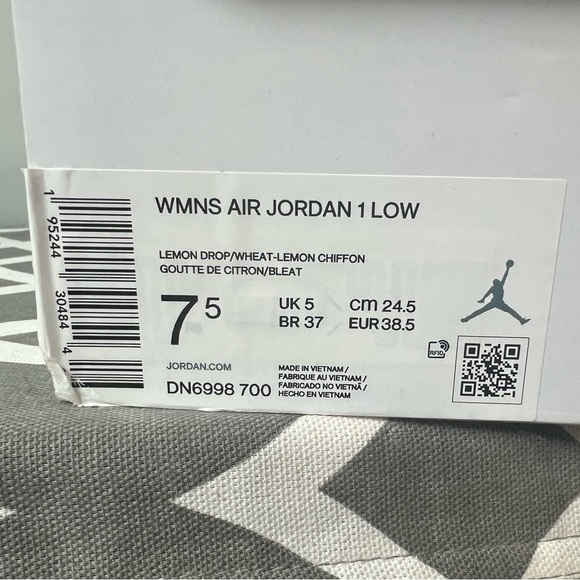 WMNS AIR JORDAN 1 LOW
LEMON DROP/WHEAT-LEMON CHIFFON
GOUTTE DE CITRON/BLEAT
7 5
UK 5 CM 24.5
BR 37 EUR 38.5
JORDAN.COM
DN6998 700
MADE IN VIETNAM /
FABRIQUE AU VIETNAM /
FABRICADO NO VIETNÃ /
HECHO EN VIETNAM
RFID
1 95244 30484 4